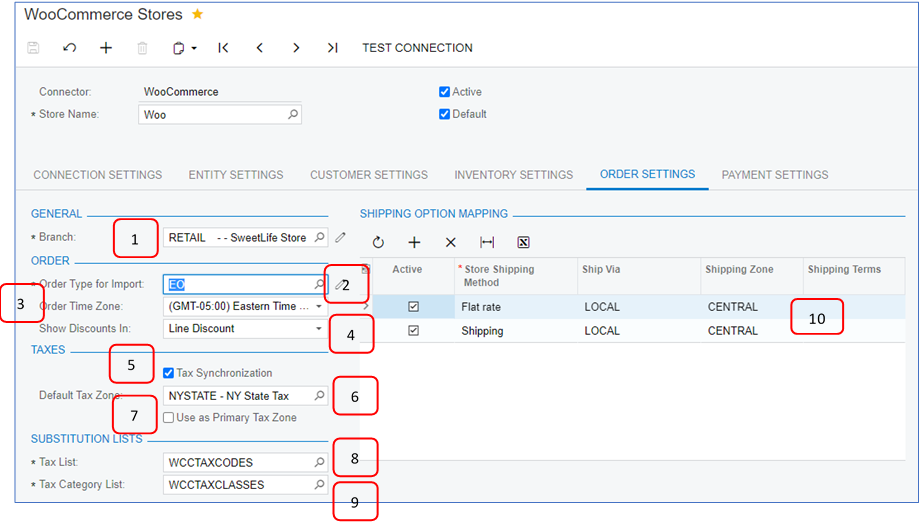 WooCommerce Stores
TEST CONNECTION
Connector: WooCommerce
Active
* Store Name: Woo
Default
CONNECTION SETTINGS ENTITY SETTINGS CUSTOMER SETTINGS INVENTORY SETTINGS ORDER SETTINGS PAYMENT SETTINGS
GENERAL
* Branch: 1 RETAIL - - SweetLife Store
ORDER
* Order Type for Import: EO 2
3 Order Time Zone: (GMT-05:00) Eastern Time ...
Show Discounts In: Line Discount 4
TAXES
5 Tax Synchronization
Default Tax Zone: NYSTATE - NY State Tax 6
7 Use as Primary Tax Zone
SUBSTITUTION LISTS
* Tax List: WCCTAXCODES 8
* Tax Category List: WCCTAXCLASSES 9
SHIPPING OPTION MAPPING
Active * Store Shipping Method Ship Via Shipping Zone Shipping Terms
Flat rate LOCAL CENTRAL 10
Shipping LOCAL CENTRAL